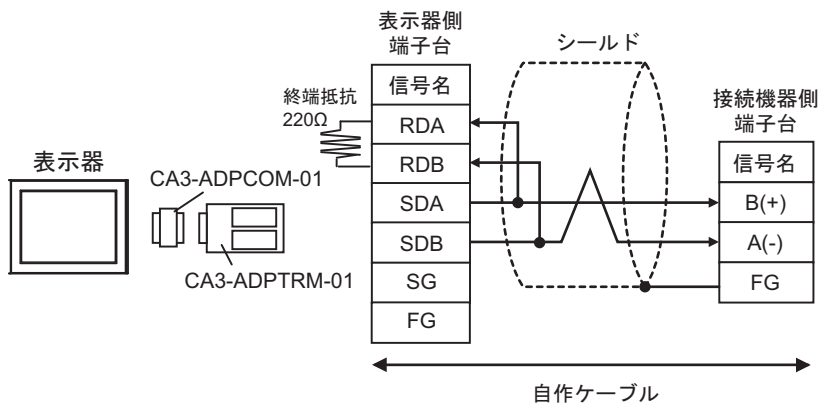 表示器側
端子台
シールド
信号名
終端抵抗
220Ω
RDA
RDB
SDA
SDB
SG
FG
接続機器側
端子台
信号名
B(+)
A(-)
FG
表示器
CA3-ADPCOM-01
CA3-ADPTRM-01
自作ケーブル